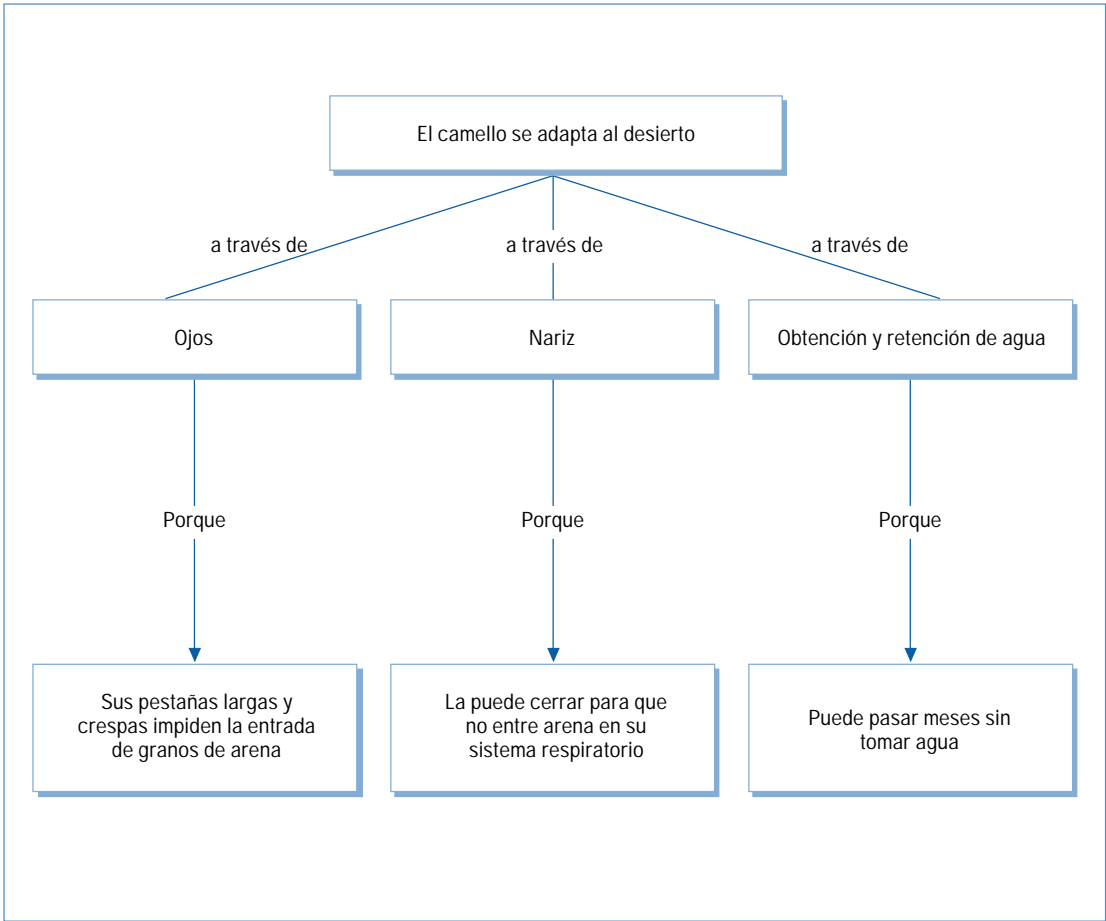 El camello se adapta al desierto
a través de
a través de
a través de
Ojos
Nariz
Obtención y retención de agua
Porque
Porque
Porque
Sus pestañas largas y
crespas impiden la entrada
de granos de arena
La puede cerrar para que
no entre arena en su
sistema respiratorio
Puede pasar meses sin
tomar agua